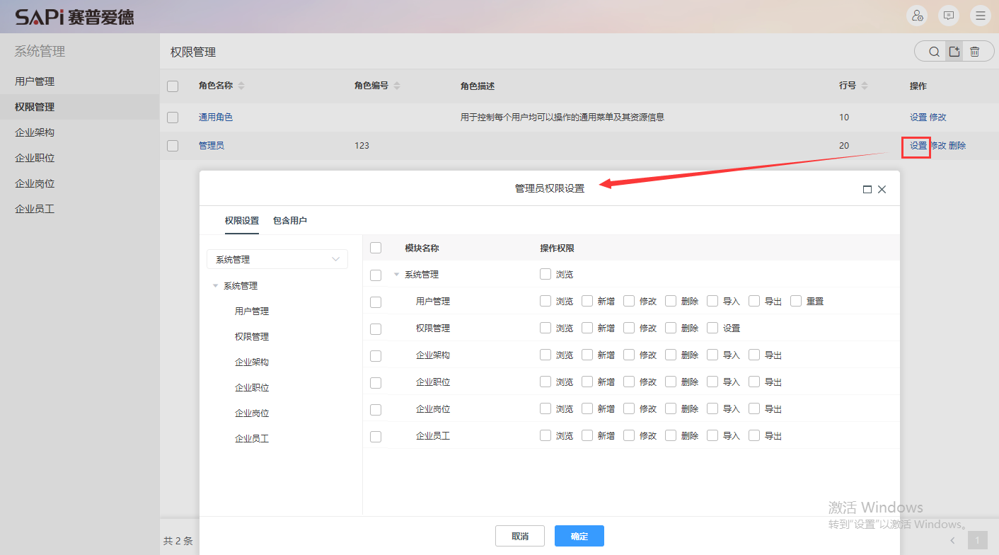 SAPi 赛普爱德
系统管理
用户管理
权限管理
企业架构
企业职位
企业岗位
企业员工
权限管理
角色名称 角色编号 角色描述 行号 操作
通用角色 用于控制每个用户均可以操作的通用菜单及其资源信息 10 设置 修改
管理员 123 20 设置 修改 删除
管理员权限设置
权限设置 包含用户
系统管理
系统管理
用户管理
权限管理
企业架构
企业职位
企业岗位
企业员工
模块名称 操作权限
系统管理 浏览
用户管理 浏览 新增 修改 删除 导入 导出 重置
权限管理 浏览 新增 修改 删除 设置
企业架构 浏览 新增 修改 删除 导入 导出
企业职位 浏览 新增 修改 删除 导入 导出
企业岗位 浏览 新增 修改 删除 导入 导出
企业员工 浏览 新增 修改 删除 导入 导出
取消 确定
共 2 条
1
激活 Windows
转到"设置"以激活 Windows。